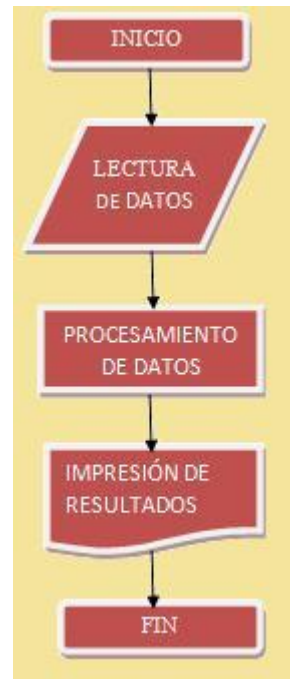 INICIO
LECTURA
DE DATOS
PROCESAMIENTO
DE DATOS
IMPRESIÓN DE
RESULTADOS
FIN